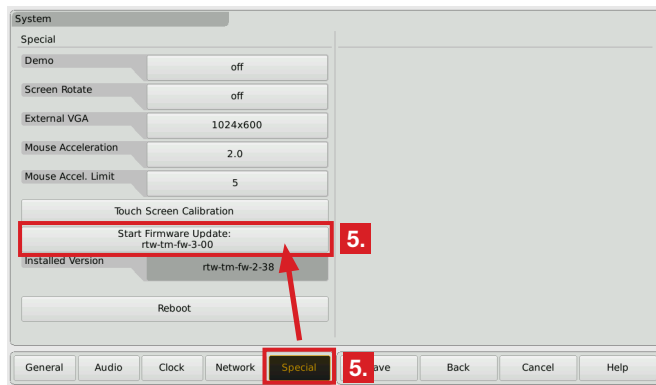 System
Special
Demo
off
Screen Rotate
off
External VGA
1024x600
Mouse Acceleration
2.0
Mouse Accel. Limit
5
Touch Screen Calibration
Start Firmware Update:
rtw-tm-fw-3-00
5.
Installed Version
rtw-tm-fw-2-38
Reboot
General Audio Clock Network Special 5. Back Cancel Help